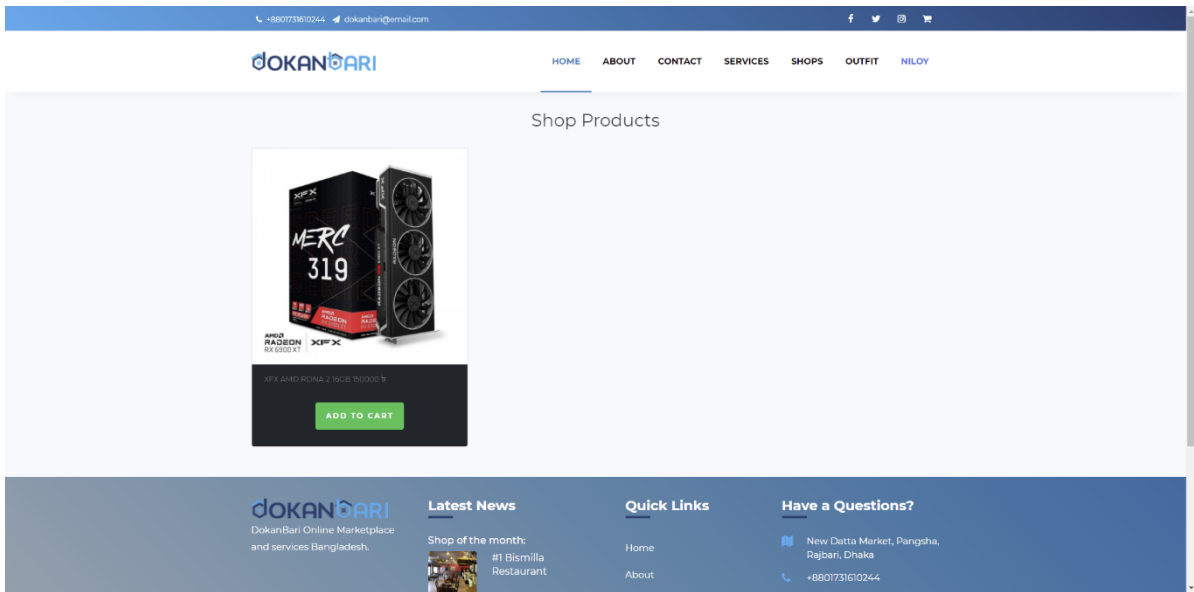 +8801731610244 dokanbari@email.com
DOKANBARI
HOME ABOUT CONTACT SERVICES SHOPS OUTFIT NILOY
Shop Products
XFX
MERC
319
AMD
RADEON
RX 6900 XT
XFX
RADEON
XFX AMD RDNA 2 16GB 150000 ৳
ADD TO CART
DOKANBARI
DokanBari Online Marketplace
and services Bangladesh.
Latest News
Shop of the month:
#1 Bismilla
Restaurant
Quick Links
Home
About
Have a Questions?
New Datta Market, Pangsha,
Rajbari, Dhaka
+8801731610244